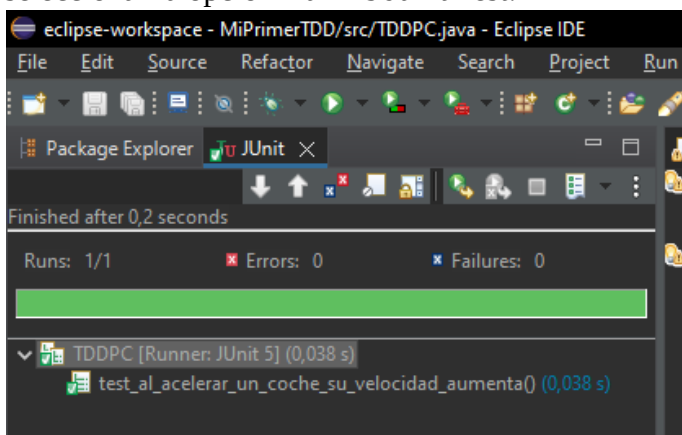 eclipse-workspace - MiPrimerTDD/src/TDDPC.java - Eclipse IDE
File Edit Source Refactor Navigate Search Project Run
Package Explorer JUnit
Finished after 0,2 seconds
Runs: 1/1 Errors: 0 Failures: 0
TDDPC [Runner: JUnit 5] (0,038 s)
test_al_acelerar_un_coche_su_velocidad_aumenta() (0,038 s)